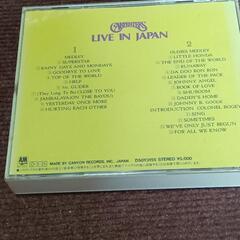 CARPENTERS
LIVE IN JAPAN
1
MEDLEY:
SUPERSTAR
RAINY DAYS AND MONDAYS
GOODBYE TO LOVE
TOP OF THE WORLD
HELP
Mr. GUDER
(They Long To Be) CLOSE TO YOU
JAMBALAYA(ON THE BAYOU)
YESTERDAY ONCE MORE
HURTING EACH OTHER
2
OLDIES MEDLEY
LITTLE HONDA
THE END OF THE WORLD
RUNAWAY
DA DOO RON RON
LEADER OF THE PACK
JOHNNY ANGEL
BOOK OF LOVE
DADDY'S HOME
JOHNNY B. GOODE
INTRODUCTION
SING
SOMETIMES
WE'VE ONLY JUST BEGUN
FOR ALL WE KNOW
MADE BY CANYON RECORDS, INC., JAPAN. STEREO ¥5,000